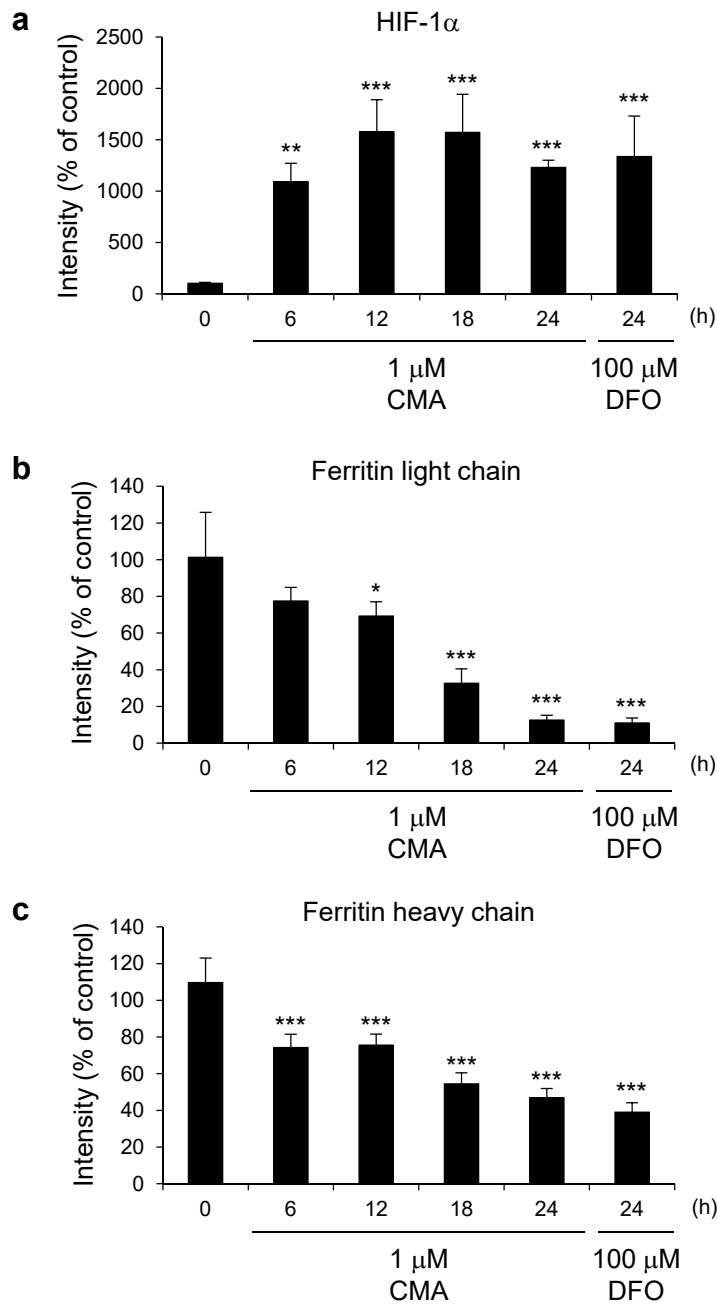 a
HIF-1α
Intensity (% of control)
2500
2000
1500
1000
500
0
** *** *** *** ***
0 6 12 18 24 24 (h)
1 μM 100 μM
CMA DFO
b
Ferritin light chain
Intensity (% of control)
140
120
100
80
60
40
20
0
* *** *** ***
0 6 12 18 24 24 (h)
1 μM 100 μM
CMA DFO
c
Ferritin heavy chain
Intensity (% of control)
140
120
100
80
60
40
20
0
*** *** *** *** ***
0 6 12 18 24 24 (h)
1 μM 100 μM
CMA DFO